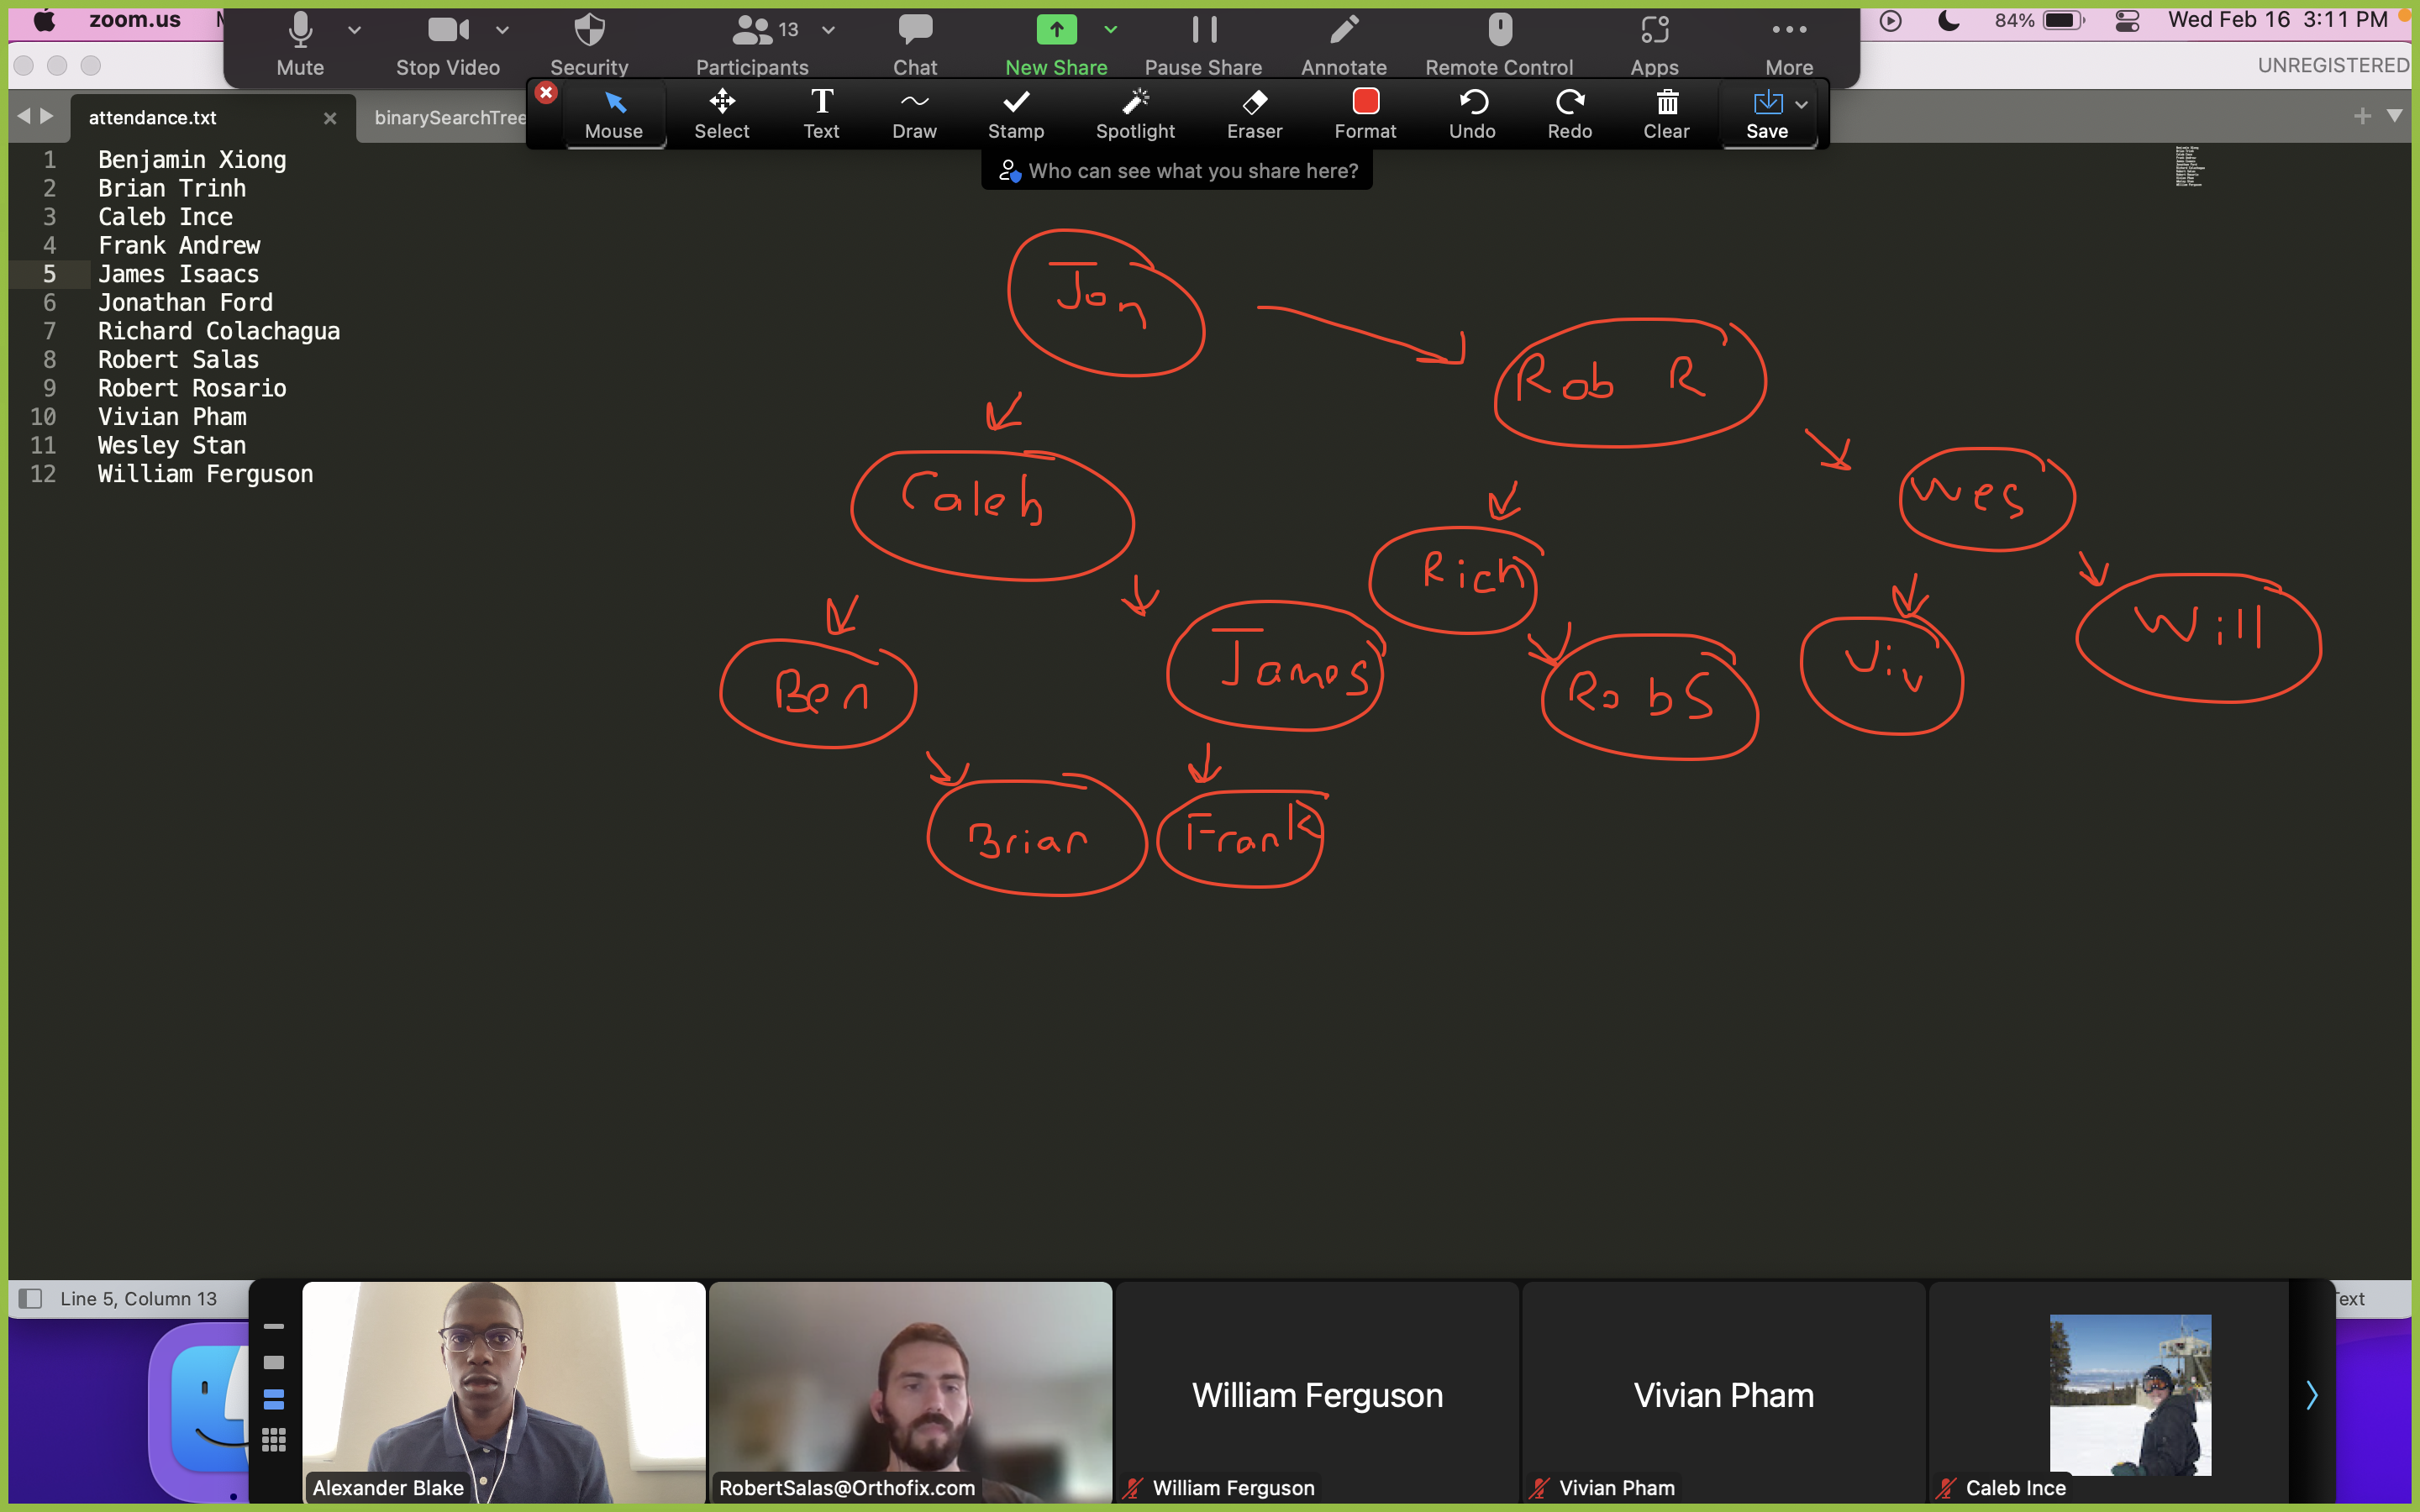 zoom.us
Mute
Stop Video
Security
13
Participants
Chat
New Share
Pause Share
Annotate
Remote Control
Apps
More
84%
Wed Feb 16 3:11 PM
UNREGISTERED
attendance.txt
binarySearchTree
Mouse
Select
Text
Draw
Stamp
Spotlight
Eraser
Format
Undo
Redo
Clear
Save
Who can see what you share here?
1 Benjamin Xiong
2 Brian Trinh
3 Caleb Ince
4 Frank Andrew
5 James Isaacs
6 Jonathan Ford
7 Richard Colachagua
8 Robert Salas
9 Robert Rosario
10 Vivian Pham
11 Wesley Stan
12 William Ferguson
Jon
Rob R
Caleb
Wes
Rich
Ben
James
Rob S
Viv
Will
Brian
Frank
Line 5, Column 13
Alexander Blake
RobertSalas@Orthofix.com
William Ferguson
William Ferguson
Vivian Pham
Vivian Pham
Caleb Ince